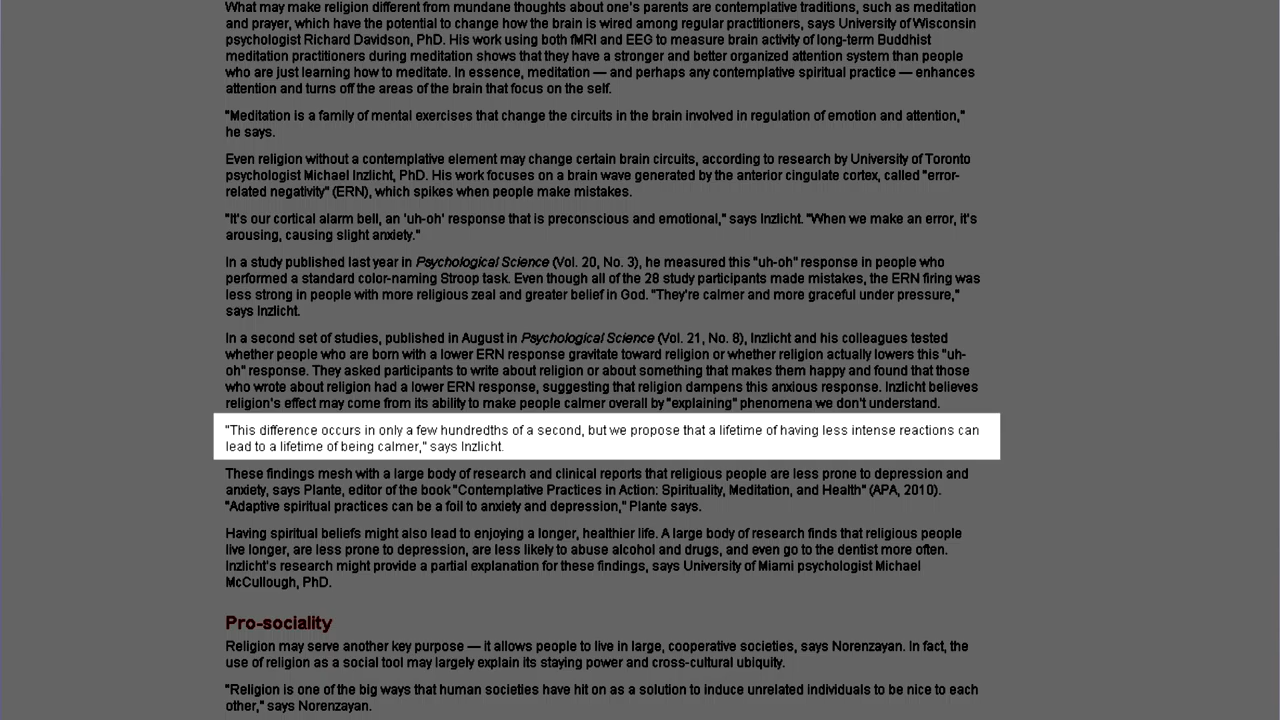 What may make religion different from mundane thoughts about one's parents are contemplative traditions, such as meditation
and prayer, which have the potential to change how the brain is wired among regular practitioners, says University of Wisconsin
psychologist Richard Davidson, PhD. His work using both fMRI and EEG to measure brain activity of long-term Buddhist
meditation practitioners during meditation shows that they have a stronger and better organized attention system than people
who are just learning how to meditate. In essence, meditation — and perhaps any contemplative spiritual practice — enhances
attention and turns off the areas of the brain that focus on the self.
"Meditation is a family of mental exercises that change the circuits in the brain involved in regulation of emotion and attention,"
he says.
Even religion without a contemplative element may change certain brain circuits, according to research by University of Toronto
psychologist Michael Inzlicht, PhD. His work focuses on a brain wave generated by the anterior cingulate cortex, called "error-
related negativity" (ERN), which spikes when people make mistakes.
"It's our cortical alarm bell, an 'uh-oh' response that is preconscious and emotional," says Inzlicht. "When we make an error, it's
arousing, causing slight anxiety."
In a study published last year in Psychological Science (Vol. 20, No. 3), he measured this "uh-oh" response in people who
performed a standard color-naming Stroop task. Even though all of the 28 study participants made mistakes, the ERN firing was
less strong in people with more religious zeal and greater belief in God. "They're calmer and more graceful under pressure,"
says Inzlicht.
In a second set of studies, published in August in Psychological Science (Vol. 21, No. 8), Inzlicht and his colleagues tested
whether people who are born with a lower ERN response gravitate toward religion or whether religion actually lowers this "uh-
oh" response. They asked participants to write about religion or about something that makes them happy and found that those
who wrote about religion had a lower ERN response, suggesting that religion dampens this anxious response. Inzlicht believes
religion's effect may come from its ability to make people calmer overall by "explaining" phenomena we don't understand.
"This difference occurs in only a few hundredths of a second, but we propose that a lifetime of having less intense reactions can
lead to a lifetime of being calmer," says Inzlicht.
These findings mesh with a large body of research and clinical reports that religious people are less prone to depression and
anxiety, says Plante, editor of the book "Contemplative Practices in Action: Spirituality, Meditation, and Health" (APA, 2010).
"Adaptive spiritual practices can be a foil to anxiety and depression," Plante says.
Having spiritual beliefs might also lead to enjoying a longer, healthier life. A large body of research finds that religious people
live longer, are less prone to depression, are less likely to abuse alcohol and drugs, and even go to the dentist more often.
Inzlicht's research might provide a partial explanation for these findings, says University of Miami psychologist Michael
McCullough, PhD.
Pro-sociality
Religion may serve another key purpose — it allows people to live in large, cooperative societies, says Norenzayan. In fact, the
use of religion as a social tool may largely explain its staying power and cross-cultural ubiquity.
"Religion is one of the big ways that human societies have hit on as a solution to induce unrelated individuals to be nice to each
other," says Norenzayan.